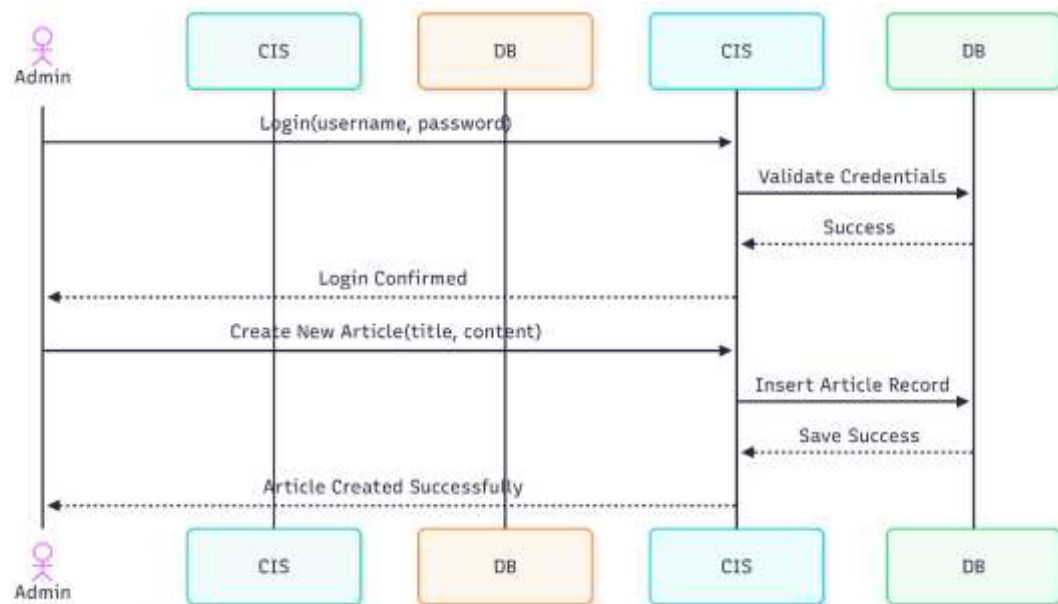 Admin
CIS
DB
CIS
DB
Login(username, password)
Validate Credentials
Success
Login Confirmed
Create New Article(title, content)
Insert Article Record
Save Success
Article Created Successfully
Admin
CIS
DB
CIS
DB